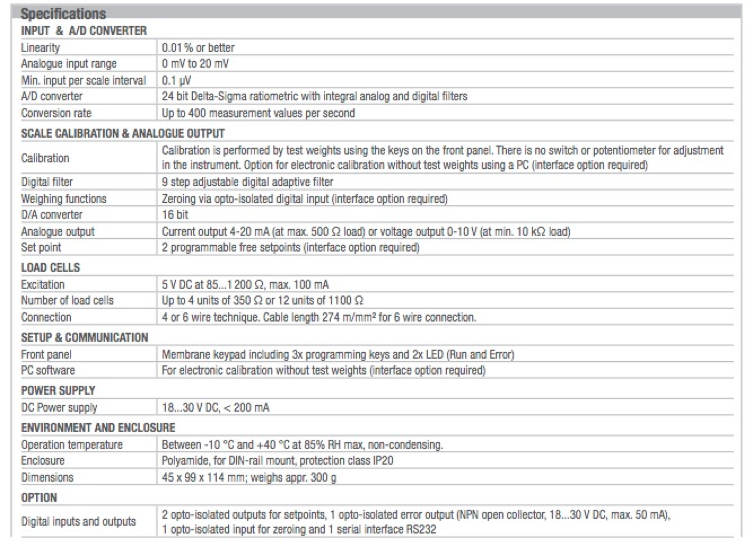 Specifications
INPUT & A/D CONVERTER
Linearity 0.01 % or better
Analogue input range 0 mV to 20 mV
Min. input per scale interval 0.1 µV
A/D converter 24 bit Delta-Sigma ratiometric with integral analog and digital filters
Conversion rate Up to 400 measurement values per second
SCALE CALIBRATION & ANALOGUE OUTPUT
Calibration Calibration is performed by test weights using the keys on the front panel. There is no switch or potentiometer for adjustment
in the instrument. Option for electronic calibration without test weights using a PC (interface option required)
Digital filter 9 step adjustable digital adaptive filter
Weighing functions Zeroing via opto-isolated digital input (interface option required)
D/A converter 16 bit
Analogue output Current output 4-20 mA (at max. 500 Ω load) or voltage output 0-10 V (at min. 10 kΩ load)
Set point 2 programmable free setpoints (interface option required)
LOAD CELLS
Excitation 5 V DC at 85...1 200 Ω, max. 100 mA
Number of load cells Up to 4 units of 350 Ω or 12 units of 1100 Ω
Connection 4 or 6 wire technique. Cable length 274 m/mm² for 6 wire connection.
SETUP & COMMUNICATION
Front panel Membrane keypad including 3x programming keys and 2x LED (Run and Error)
PC software For electronic calibration without test weights (interface option required)
POWER SUPPLY
DC Power supply 18...30 V DC, < 200 mA
ENVIRONMENT AND ENCLOSURE
Operation temperature Between -10 °C and +40 °C at 85% RH max, non-condensing.
Enclosure Polyamide, for DIN-rail mount, protection class IP20
Dimensions 45 x 99 x 114 mm; weighs appr. 300 g
OPTION
Digital inputs and outputs 2 opto-isolated outputs for setpoints, 1 opto-isolated error output (NPN open collector, 18...30 V DC, max. 50 mA),
1 opto-isolated input for zeroing and 1 serial interface RS232